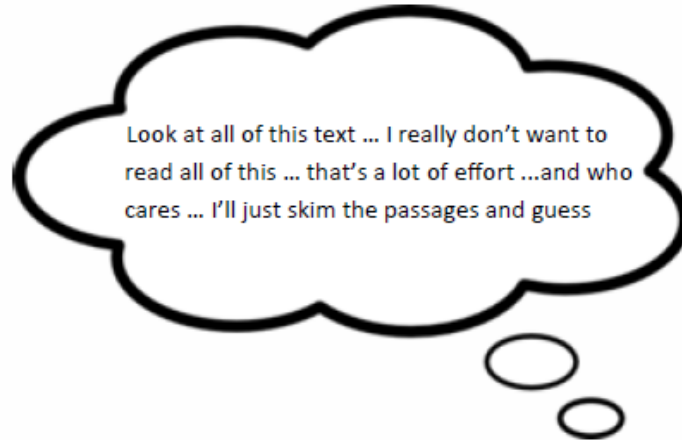 Look at all of this text ... I really don’t want to
read all of this ... that’s a lot of effort ...and who
cares ... I’ll just skim the passages and guess